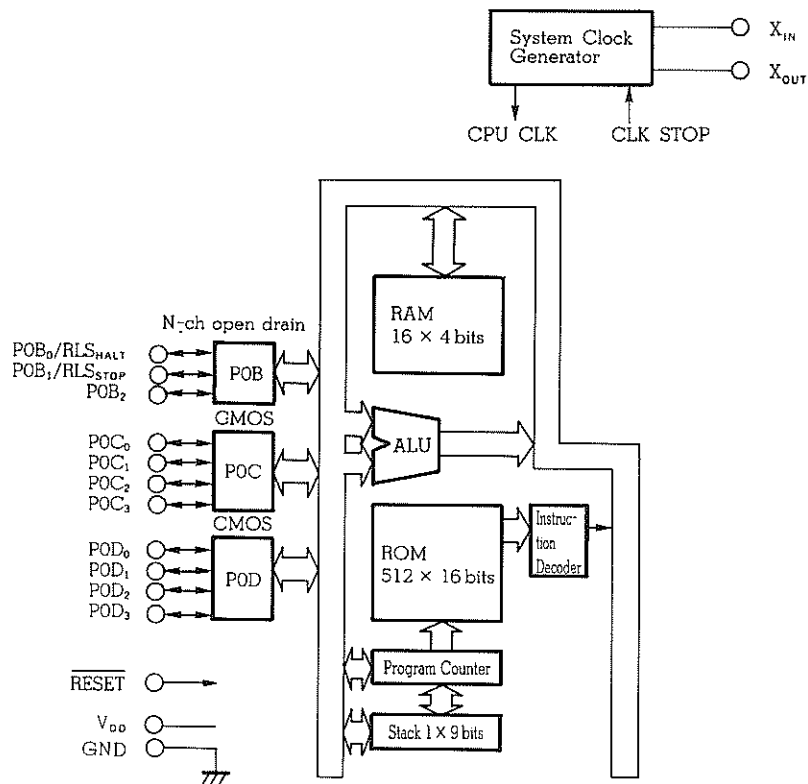 System Clock
Generator
X_IN
X_OUT
CPU CLK
CLK STOP
RAM
16 × 4 bits
N-ch open drain
P0B₀/RLS_HALT
P0B₁/RLS_STOP
P0B₂
P0B
CMOS
P0C₀
P0C₁
P0C₂
P0C₃
P0C
ALU
CMOS
P0D₀
P0D₁
P0D₂
P0D₃
P0D
ROM
512 × 16 bits
Instruc-
tion
Decoder
Program Counter
Stack 1 × 9 bits
RESET
V_DD
GND